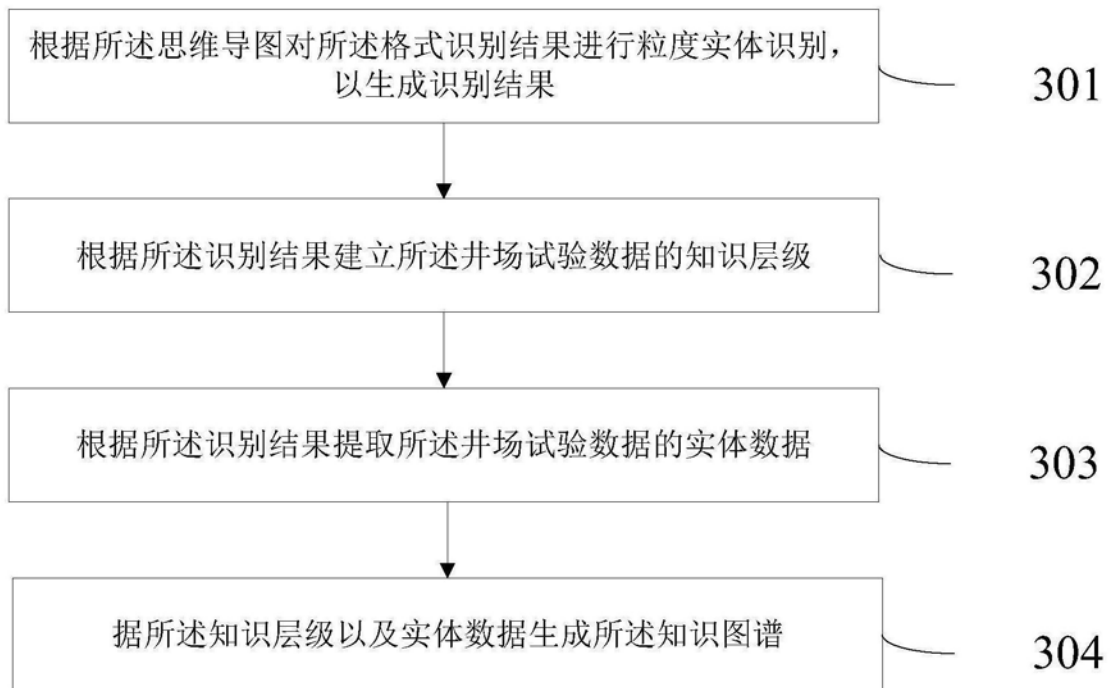 根据所述思维导图对所述格式识别结果进行粒度实体识别，
以生成识别结果
301
根据所述识别结果建立所述井场试验数据的知识层级
302
根据所述识别结果提取所述井场试验数据的实体数据
303
据所述知识层级以及实体数据生成所述知识图谱
304